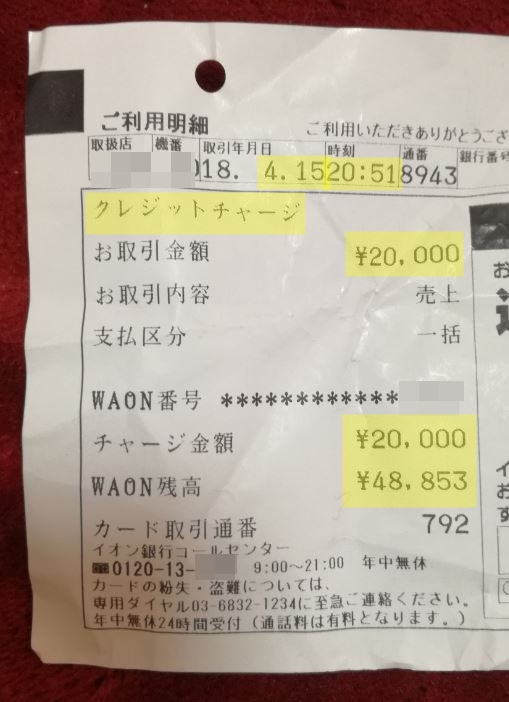 ご利用明細
ご利用いただきありがとうござ
取扱店 機番 取引年月日 時刻 通番 銀行番号
18. 4.15 20:51 8943
クレジットチャージ
お取引金額 ¥20,000
お取引内容 売上
支払区分 一括
WAON番号 ************
チャージ金額 ¥20,000
WAON残高 ¥48,853
カード取引通番 792
イオン銀行コールセンター
☎0120-13- 9:00~21:00 年中無休
カードの紛失・盗難については、
専用ダイヤル03-6832-1234に至急ご連絡ください。
年中無休24時間受付(通話料は有料となります。)